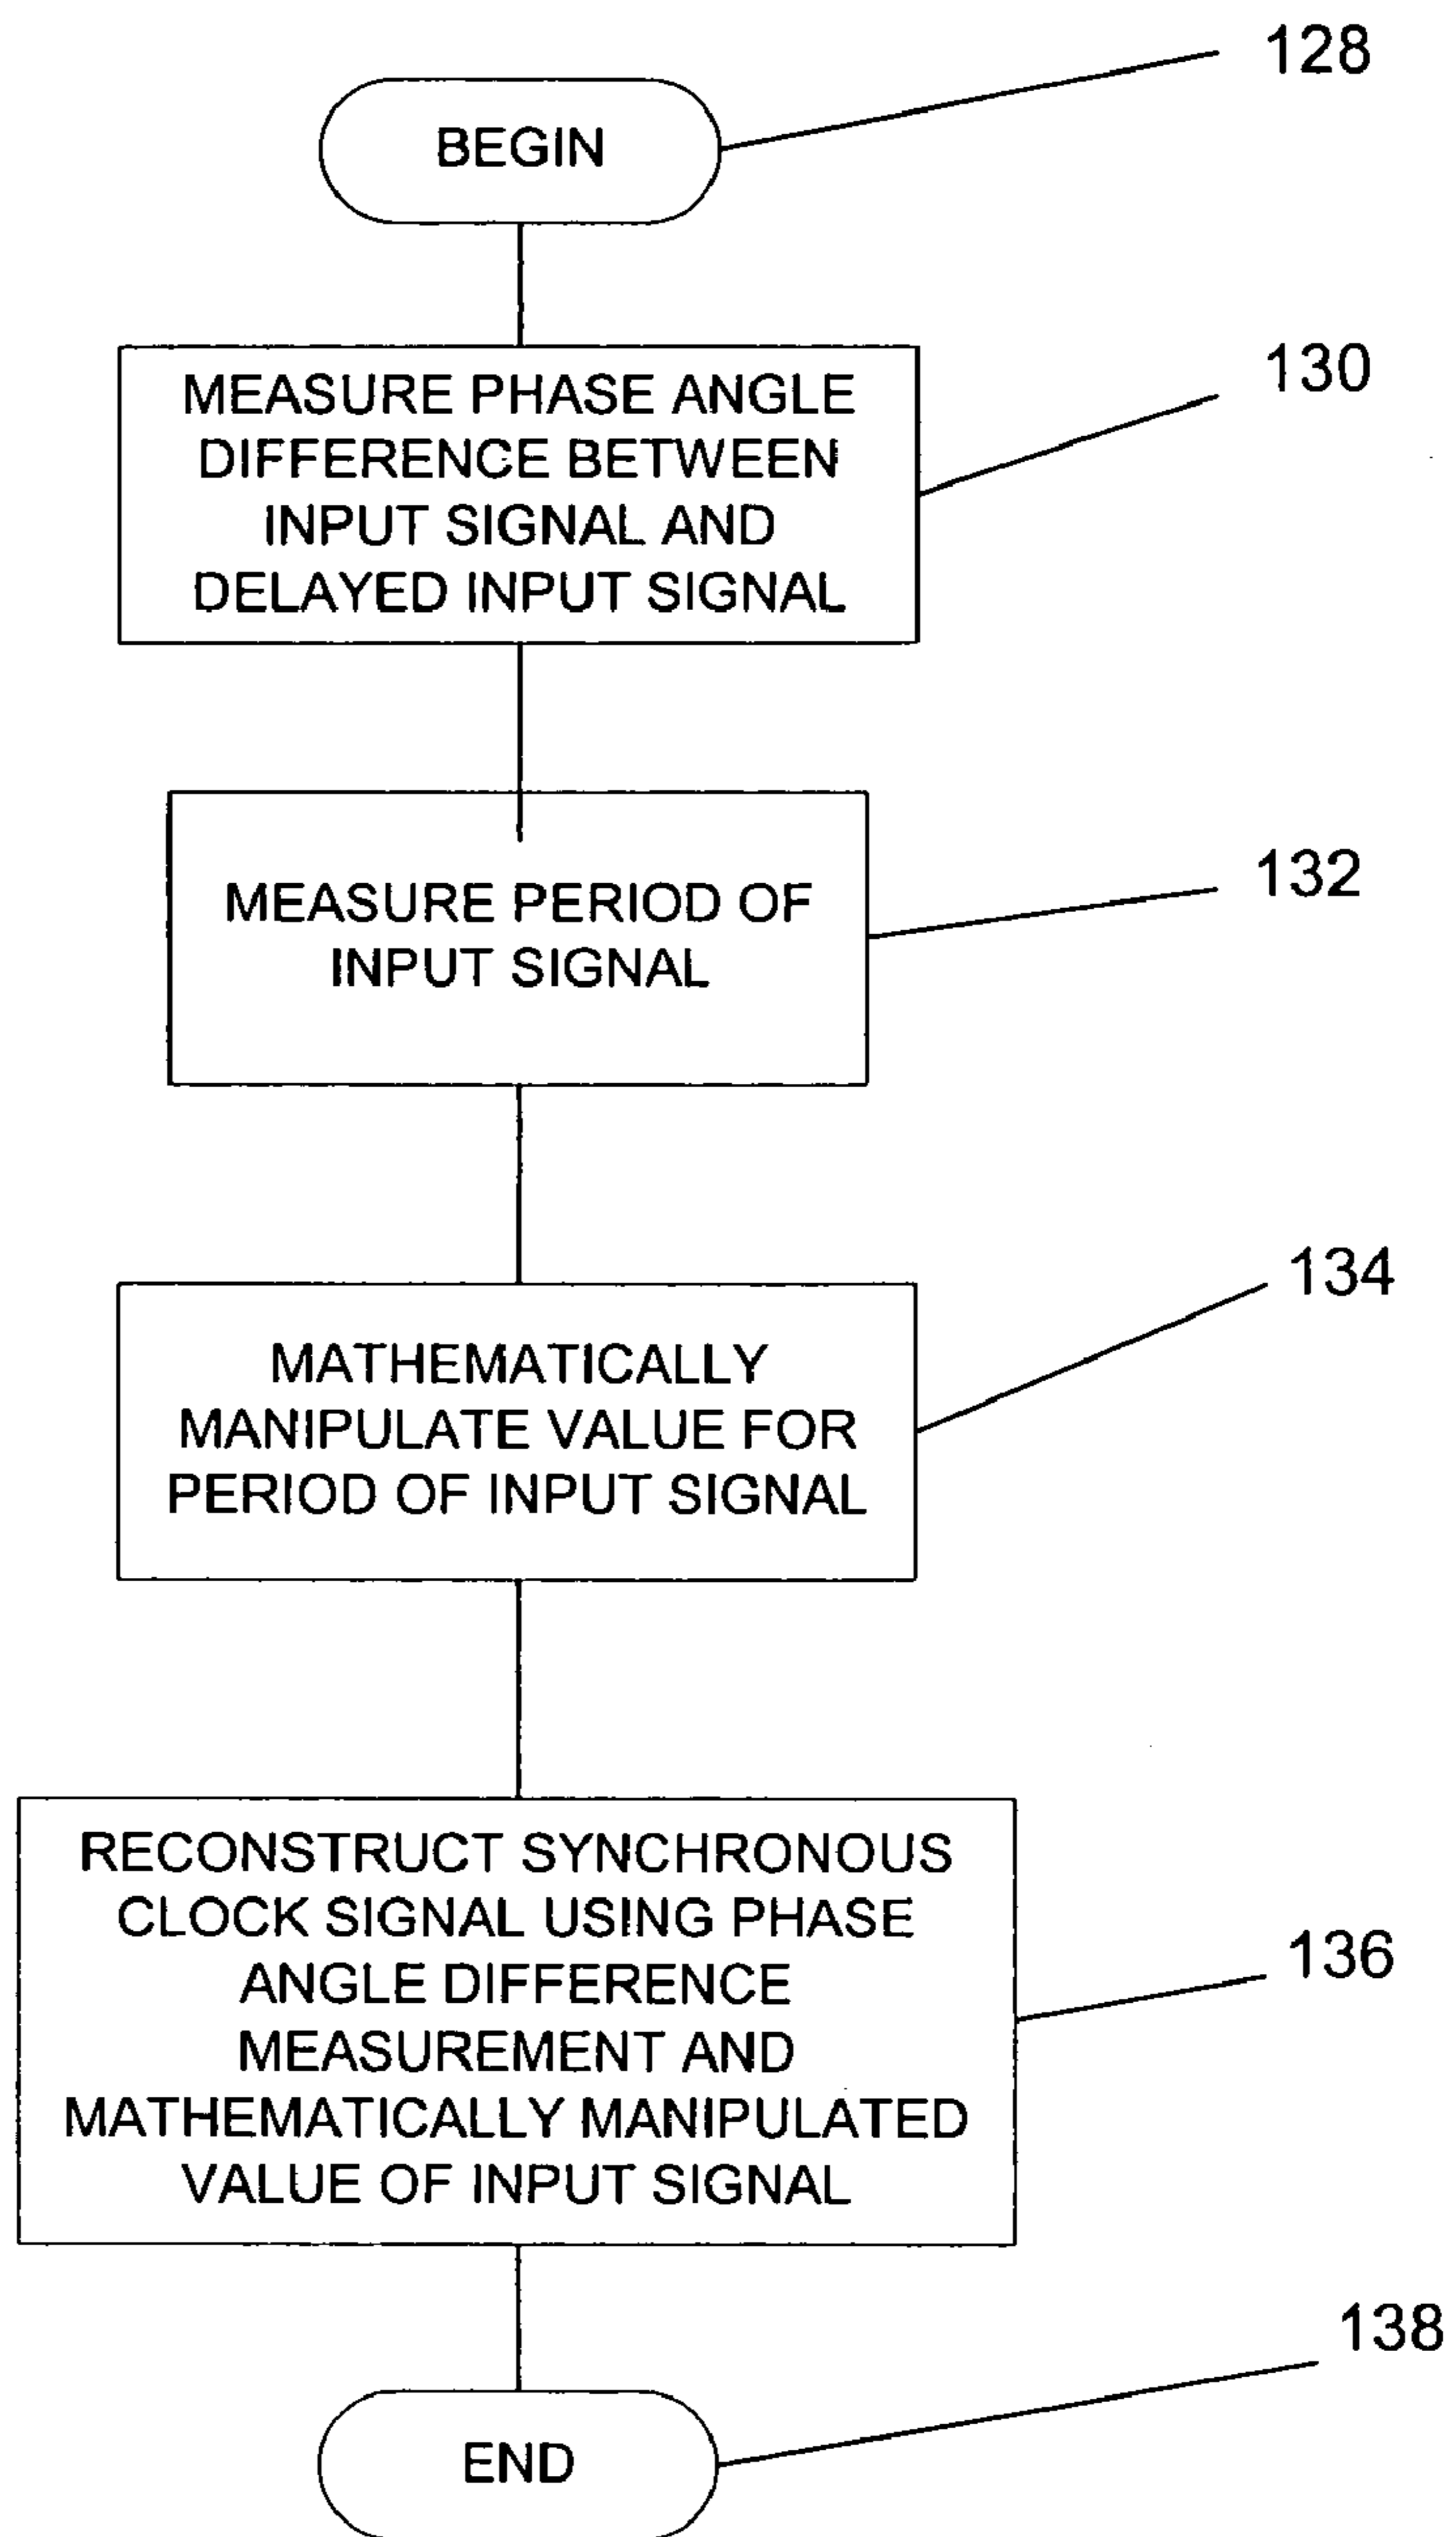 128
BEGIN
130
MEASURE PHASE ANGLE
DIFFERENCE BETWEEN
INPUT SIGNAL AND
DELAYED INPUT SIGNAL
132
MEASURE PERIOD OF
INPUT SIGNAL
134
MATHEMATICALLY
MANIPULATE VALUE FOR
PERIOD OF INPUT SIGNAL
136
RECONSTRUCT SYNCHRONOUS
CLOCK SIGNAL USING PHASE
ANGLE DIFFERENCE
MEASUREMENT AND
MATHEMATICALLY MANIPULATED
VALUE OF INPUT SIGNAL
138
END